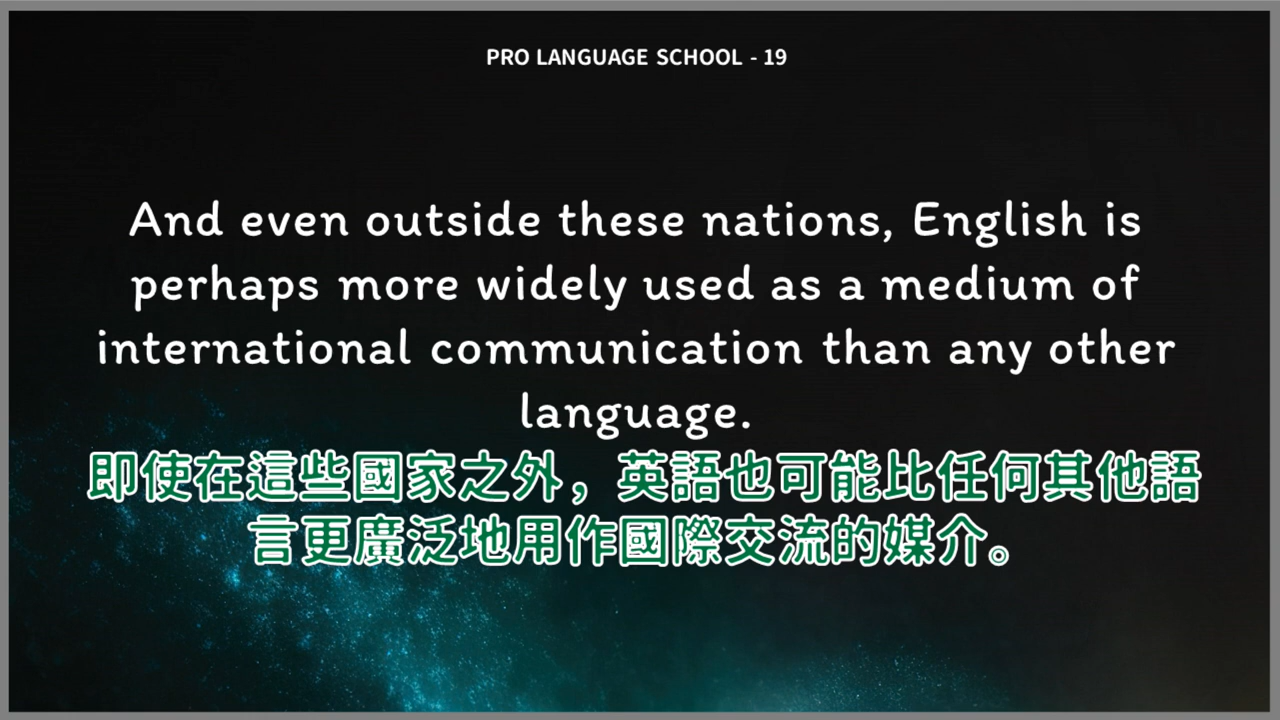 PRO LANGUAGE SCHOOL - 19
And even outside these nations, English is
perhaps more widely used as a medium of
international communication than any other
language.
即使在這些國家之外，英語也可能比任何其他語
言更廣泛地用作國際交流的媒介。